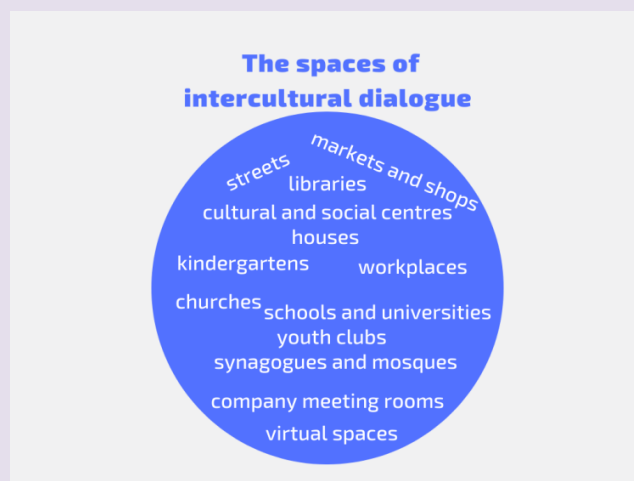 The spaces of
intercultural dialogue
streets
markets and shops
libraries
cultural and social centres
houses
kindergartens
workplaces
churches
schools and universities
youth clubs
synagogues and mosques
company meeting rooms
virtual spaces